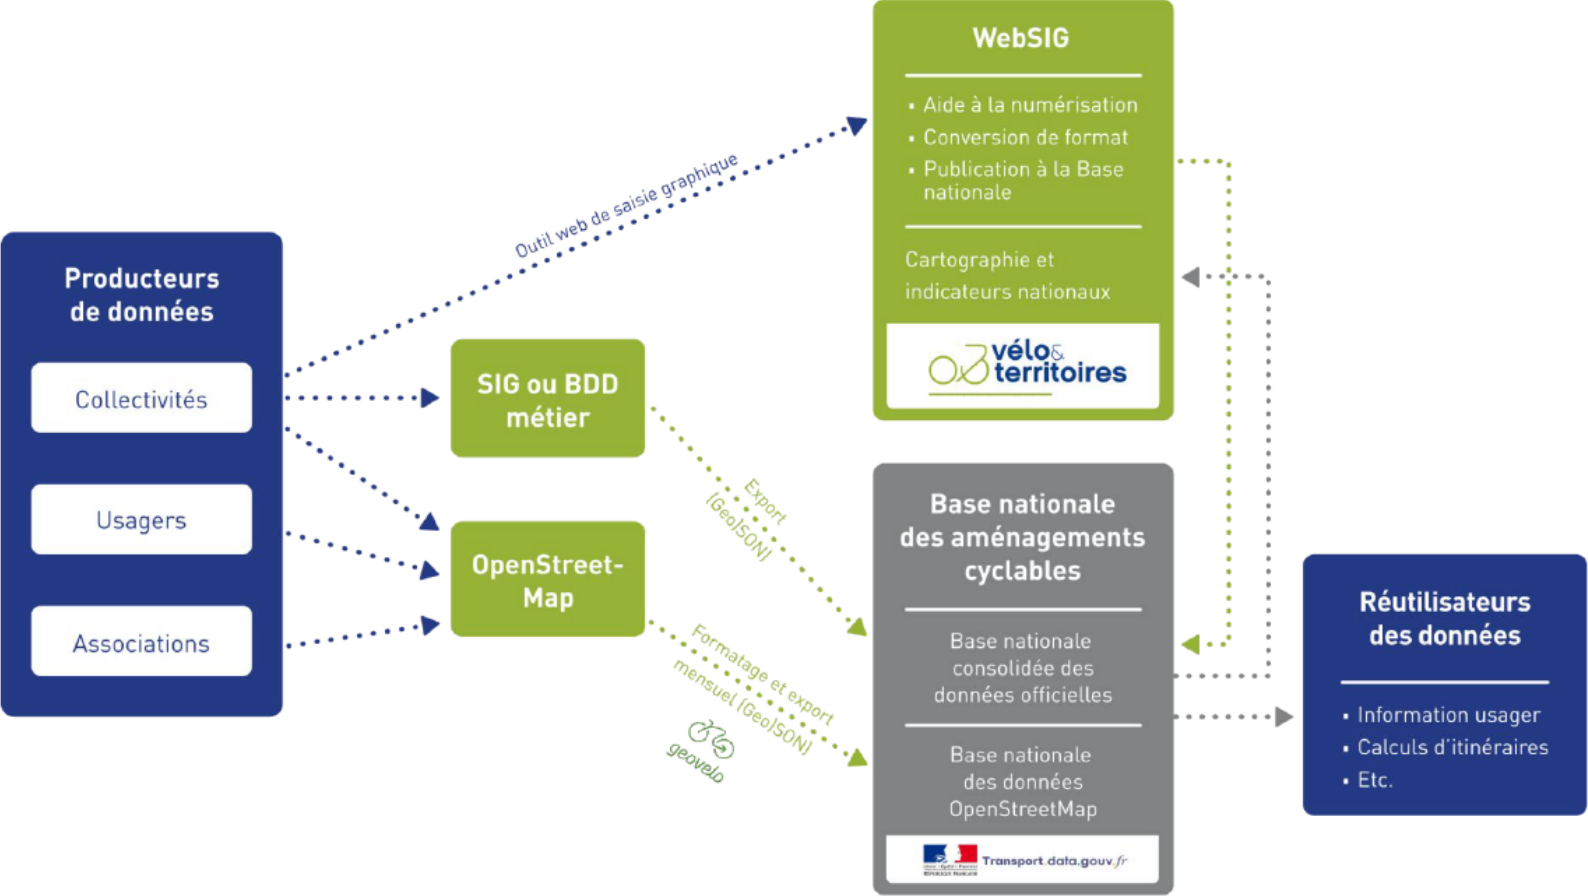 Producteurs
de données
Collectivités
Usagers
Associations
Outil web de saisie graphique
SIG ou BDD
métier
OpenStreet-
Map
Export
(GeoJSON)
Formatage et export
mensuel (GeoJSON)
geovelo
WebSIG
▪ Aide à la numérisation
▪ Conversion de format
▪ Publication à la Base
nationale
Cartographie et
indicateurs nationaux
vélo&
territoires
Base nationale
des aménagements
cyclables
Base nationale
consolidée des
données officielles
Base nationale
des données
OpenStreetMap
Transport.data.gouv.fr
Réutilisateurs
des données
▪ Information usager
▪ Calculs d'itinéraires
▪ Etc.